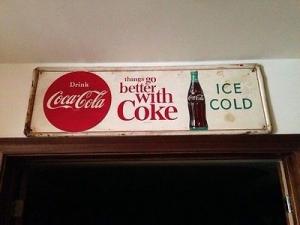 Drink
Coca-Cola
things go
better
with
Coke
Coca-Cola
ICE
COLD